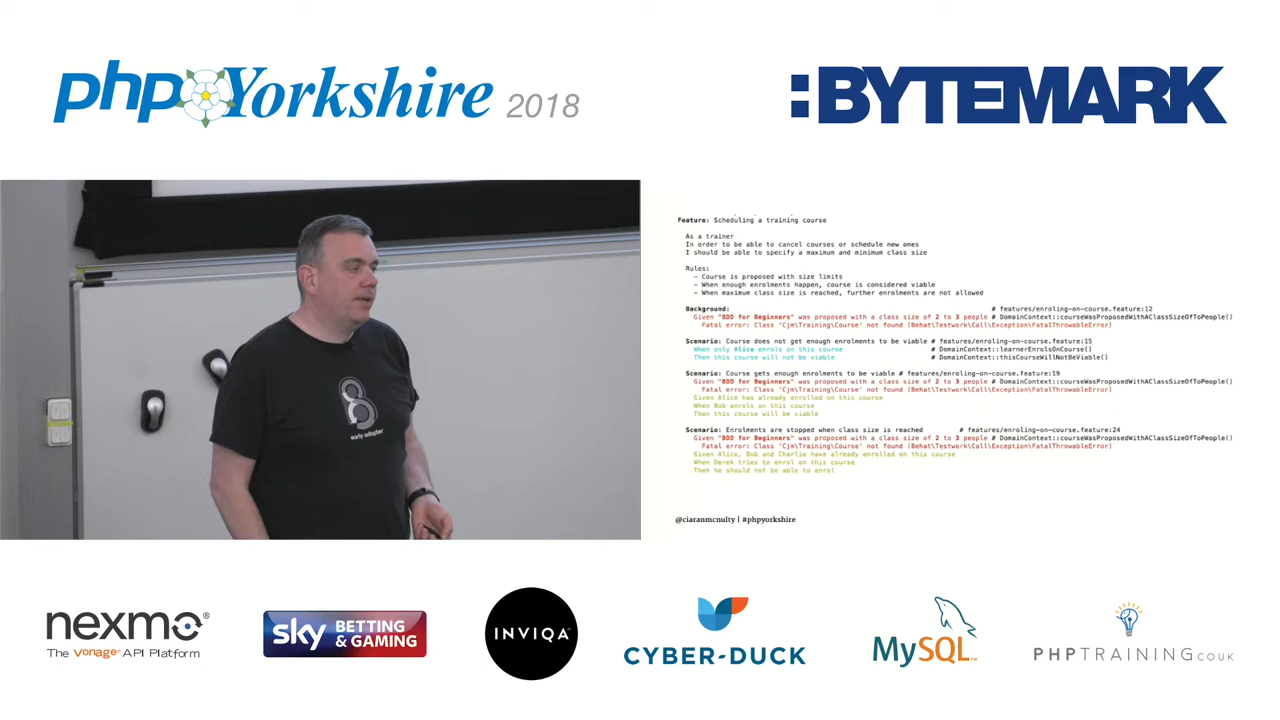 php Yorkshire 2018
:BYTEMARK
early adopter
Feature: Scheduling a training course
As a trainer
In order to be able to cancel courses or schedule new ones
I should be able to specify a maximum and minimum class size
Rules:
- Course is proposed with size limits
- When enough enrolments happen, course is considered viable
- When maximum class size is reached, further enrolments are not allowed
Background: # features/enroling-on-course.feature:12
Given "BDD for Beginners" was proposed with a class size of 2 to 3 people # DomainContext::courseWasProposedWithAClassSizeOfToPeople()
Fatal error: Class 'Cjm\Training\Course' not found (Behat\Testwork\Call\Exception\FatalThrowableError)
Scenario: Course does not get enough enrolments to be viable # features/enroling-on-course.feature:15
When only Alice enrols on this course # DomainContext::learnerEnrolsOnCourse()
Then this course will not be viable # DomainContext::thisCourseWillNotBeViable()
Scenario: Course gets enough enrolments to be viable # features/enroling-on-course.feature:19
Given "BDD for Beginners" was proposed with a class size of 2 to 3 people # DomainContext::courseWasProposedWithAClassSizeOfToPeople()
Fatal error: Class 'Cjm\Training\Course' not found (Behat\Testwork\Call\Exception\FatalThrowableError)
Given Alice has already enrolled on this course
When Bob enrols on this course
Then this course will be viable
Scenario: Enrolments are stopped when class size is reached # features/enroling-on-course.feature:24
Given "BDD for Beginners" was proposed with a class size of 2 to 3 people # DomainContext::courseWasProposedWithAClassSizeOfToPeople()
Fatal error: Class 'Cjm\Training\Course' not found (Behat\Testwork\Call\Exception\FatalThrowableError)
Given Alice, Bob and Charlie have already enrolled on this course
When Derek tries to enrol on this course
Then he should not be able to enrol
@ciaranmcnulty | #phpyorkshire
nexmo®
The Vonage® API Platform
sky BETTING
& GAMING
INVIQA™
CYBER-DUCK
MySQL™
PHPTRAINING.CO.UK